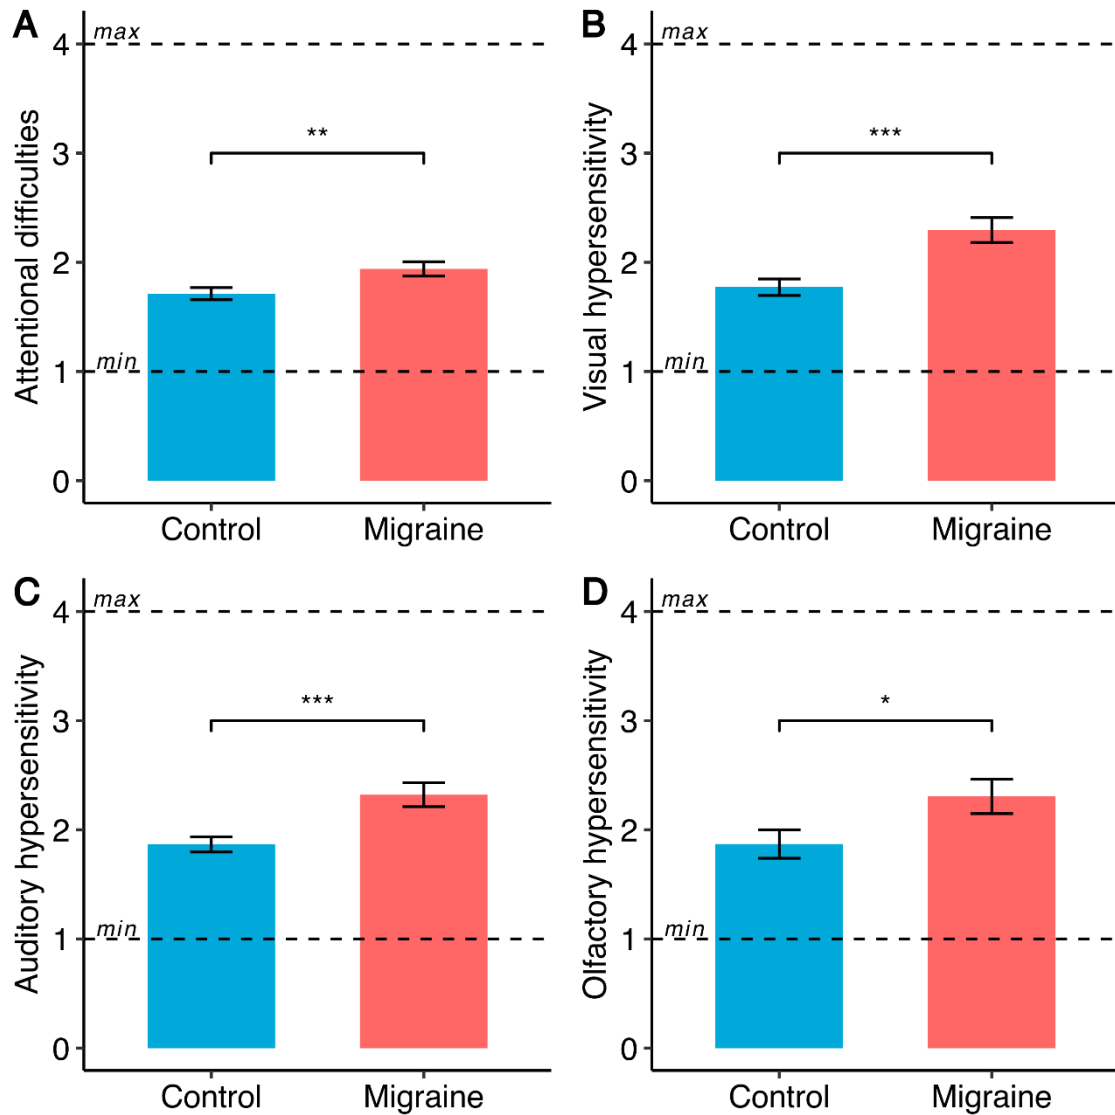 A
Attentional difficulties
4
3
2
1
0
max
**
min
Control Migraine
B
Visual hypersensitivity
4
3
2
1
0
max
***
min
Control Migraine
C
Auditory hypersensitivity
4
3
2
1
0
max
***
min
Control Migraine
D
Olfactory hypersensitivity
4
3
2
1
0
max
*
min
Control Migraine